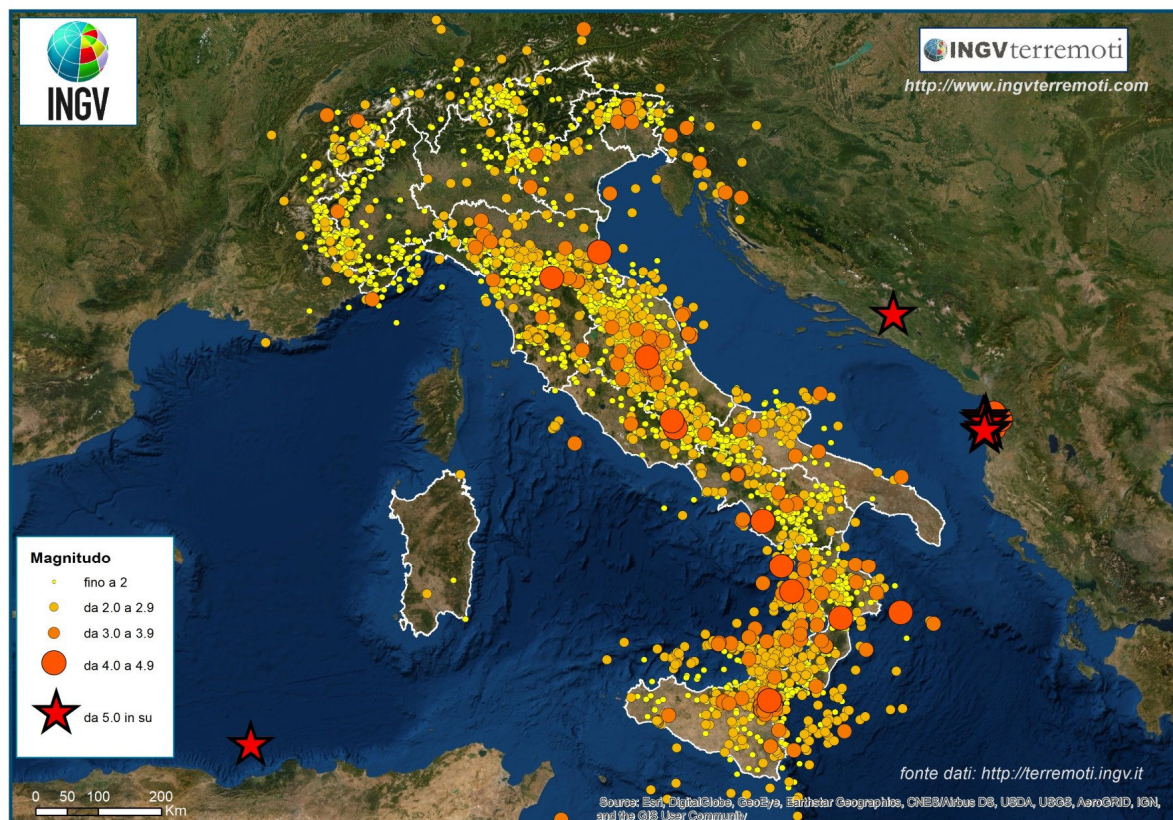 INGV
INGVterremoti
http://www.ingvterremoti.com
Magnitudo
fino a 2
da 2.0 a 2.9
da 3.0 a 3.9
da 4.0 a 4.9
da 5.0 in su
0 50 100 200
Km
fonte dati: http://terremoti.ingv.it
Source: Esri, DigitalGlobe, GeoEye, Earthstar Geographics, CNES/Airbus DS, USDA, USGS, AeroGRID, IGN,
and the GIS User Community